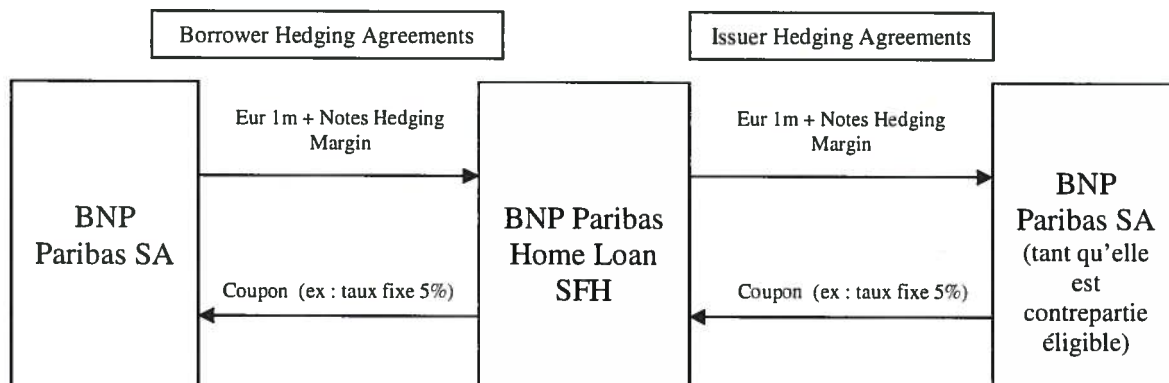 Borrower Hedging Agreements
Issuer Hedging Agreements
Eur 1m + Notes Hedging
Margin
Eur 1m + Notes Hedging
Margin
BNP
Paribas SA
BNP Paribas
Home Loan
SFH
BNP
Paribas SA
(tant qu'elle
est
contrepartie
éligible)
Coupon (ex : taux fixe 5%)
Coupon (ex : taux fixe 5%)